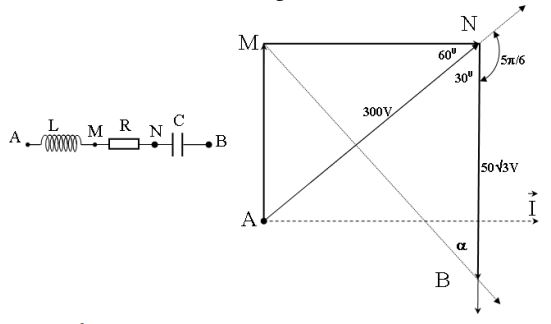 A L M R N C B
M N
60⁰
30⁰
5π/6
300V
50√3V
A I
α
B